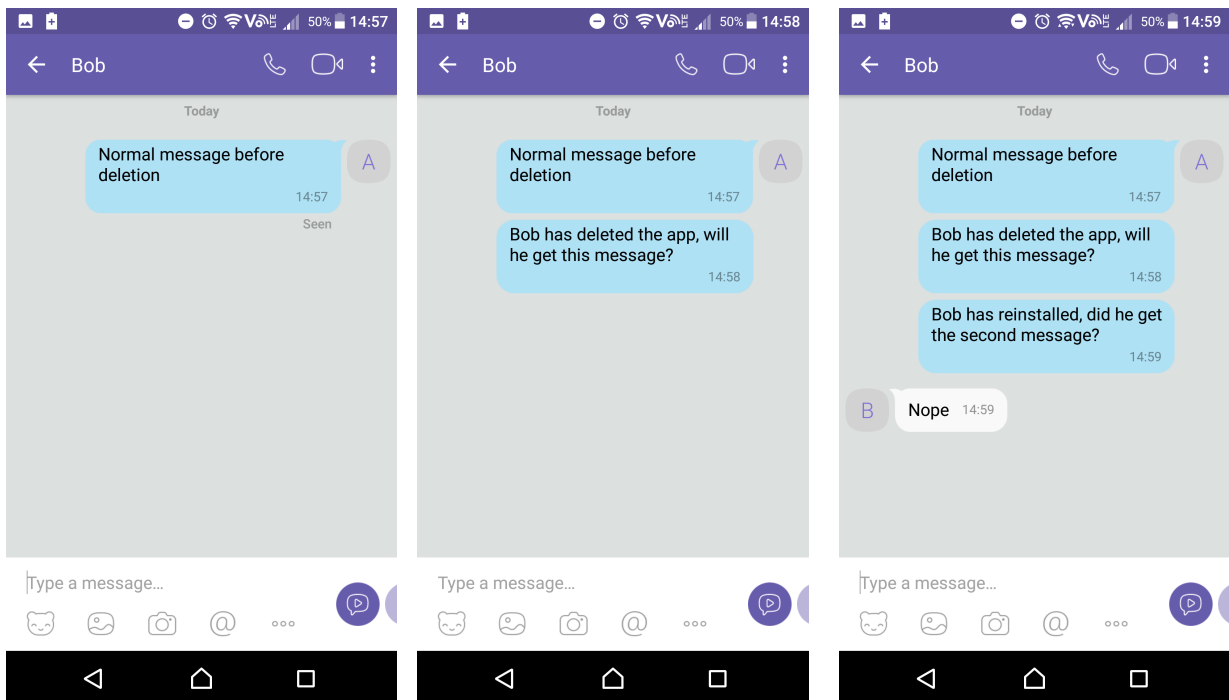 50% 14:57
Bob
Today
Normal message before
deletion
14:57
A
Seen
Type a message...
50% 14:58
Bob
Today
Normal message before
deletion
14:57
A
Bob has deleted the app, will
he get this message?
14:58
Type a message...
50% 14:59
Bob
Today
Normal message before
deletion
14:57
A
Bob has deleted the app, will
he get this message?
14:58
Bob has reinstalled, did he get
the second message?
14:59
B
Nope 14:59
Type a message...